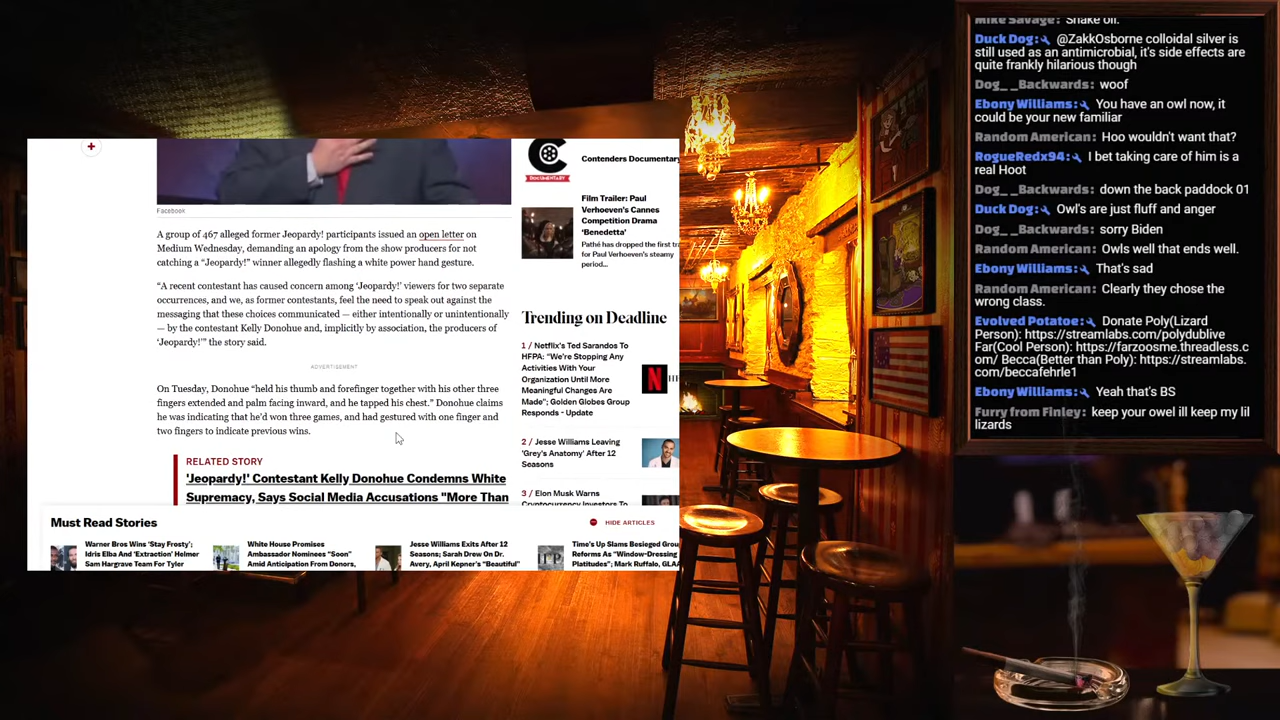 Facebook
A group of 467 alleged former Jeopardy! participants issued an open letter on
Medium Wednesday, demanding an apology from the show producers for not
catching a “Jeopardy!” winner allegedly flashing a white power hand gesture.
“A recent contestant has caused concern among ‘Jeopardy!’ viewers for two separate
occurrences, and we, as former contestants, feel the need to speak out against the
messaging that these choices communicated — either intentionally or unintentionally
— by the contestant Kelly Donohue and, implicitly by association, the producers of
‘Jeopardy!’” the story said.
ADVERTISEMENT
On Tuesday, Donohue “held his thumb and forefinger together with his other three
fingers extended and palm facing inward, and he tapped his chest.” Donohue claims
he was indicating that he'd won three games, and had gestured with one finger and
two fingers to indicate previous wins.
RELATED STORY
'Jeopardy!' Contestant Kelly Donohue Condemns White
Supremacy, Says Social Media Accusations "More Than
DOCUMENTARY
Contenders Documentary
Film Trailer: Paul
Verhoeven's Cannes
Competition Drama
‘Benedetta’
Pathé has dropped the first tr
for Paul Verhoeven's steamy
period...
Trending on Deadline
1 / Netflix's Ted Sarandos To
HFPA: “We're Stopping Any
Activities With Your
Organization Until More
Meaningful Changes Are
Made”; Golden Globes Group
Responds - Update
2 / Jesse Williams Leaving
‘Grey's Anatomy’ After 12
Seasons
3 / Elon Musk Warns
Cryptocurrency Investors To
Must Read Stories
HIDE ARTICLES
Warner Bros Wins ‘Stay Frosty’;
Idris Elba And ‘Extraction’ Helmer
Sam Hargrave Team For Tyler
White House Promises
Ambassador Nominees “Soon”
Amid Anticipation From Donors,
Jesse Williams Exits After 12
Seasons; Sarah Drew On Dr.
Avery, April Kepner's “Beautiful”
Time's Up Slams Besieged Grou
Reforms As “Window-Dressing
Platitudes”; Mark Ruffalo, GLAA
Mike Savage: Snake oil.
Duck Dog: @ZakkOsborne colloidal silver is
still used as an antimicrobial, it's side effects are
quite frankly hilarious though
Dog_ _Backwards: woof
Ebony Williams: You have an owl now, it
could be your new familiar
Random American: Hoo wouldn't want that?
RogueRedx94: I bet taking care of him is a
real Hoot
Dog_ _Backwards: down the back paddock 01
Duck Dog: Owl's are just fluff and anger
Dog_ _Backwards: sorry Biden
Random American: Owls well that ends well.
Ebony Williams: That's sad
Random American: Clearly they chose the
wrong class.
Evolved Potatoe: Donate Poly(Lizard
Person): https://streamlabs.com/polydublive
Far(Cool Person): https://farzoosrne.threadless.c
om/ Becca(Better than Poly): https://streamlabs.
com/beccafehrle1
Ebony Williams: Yeah that's BS
Furry from Finley: keep your owel ill keep my lil
lizards